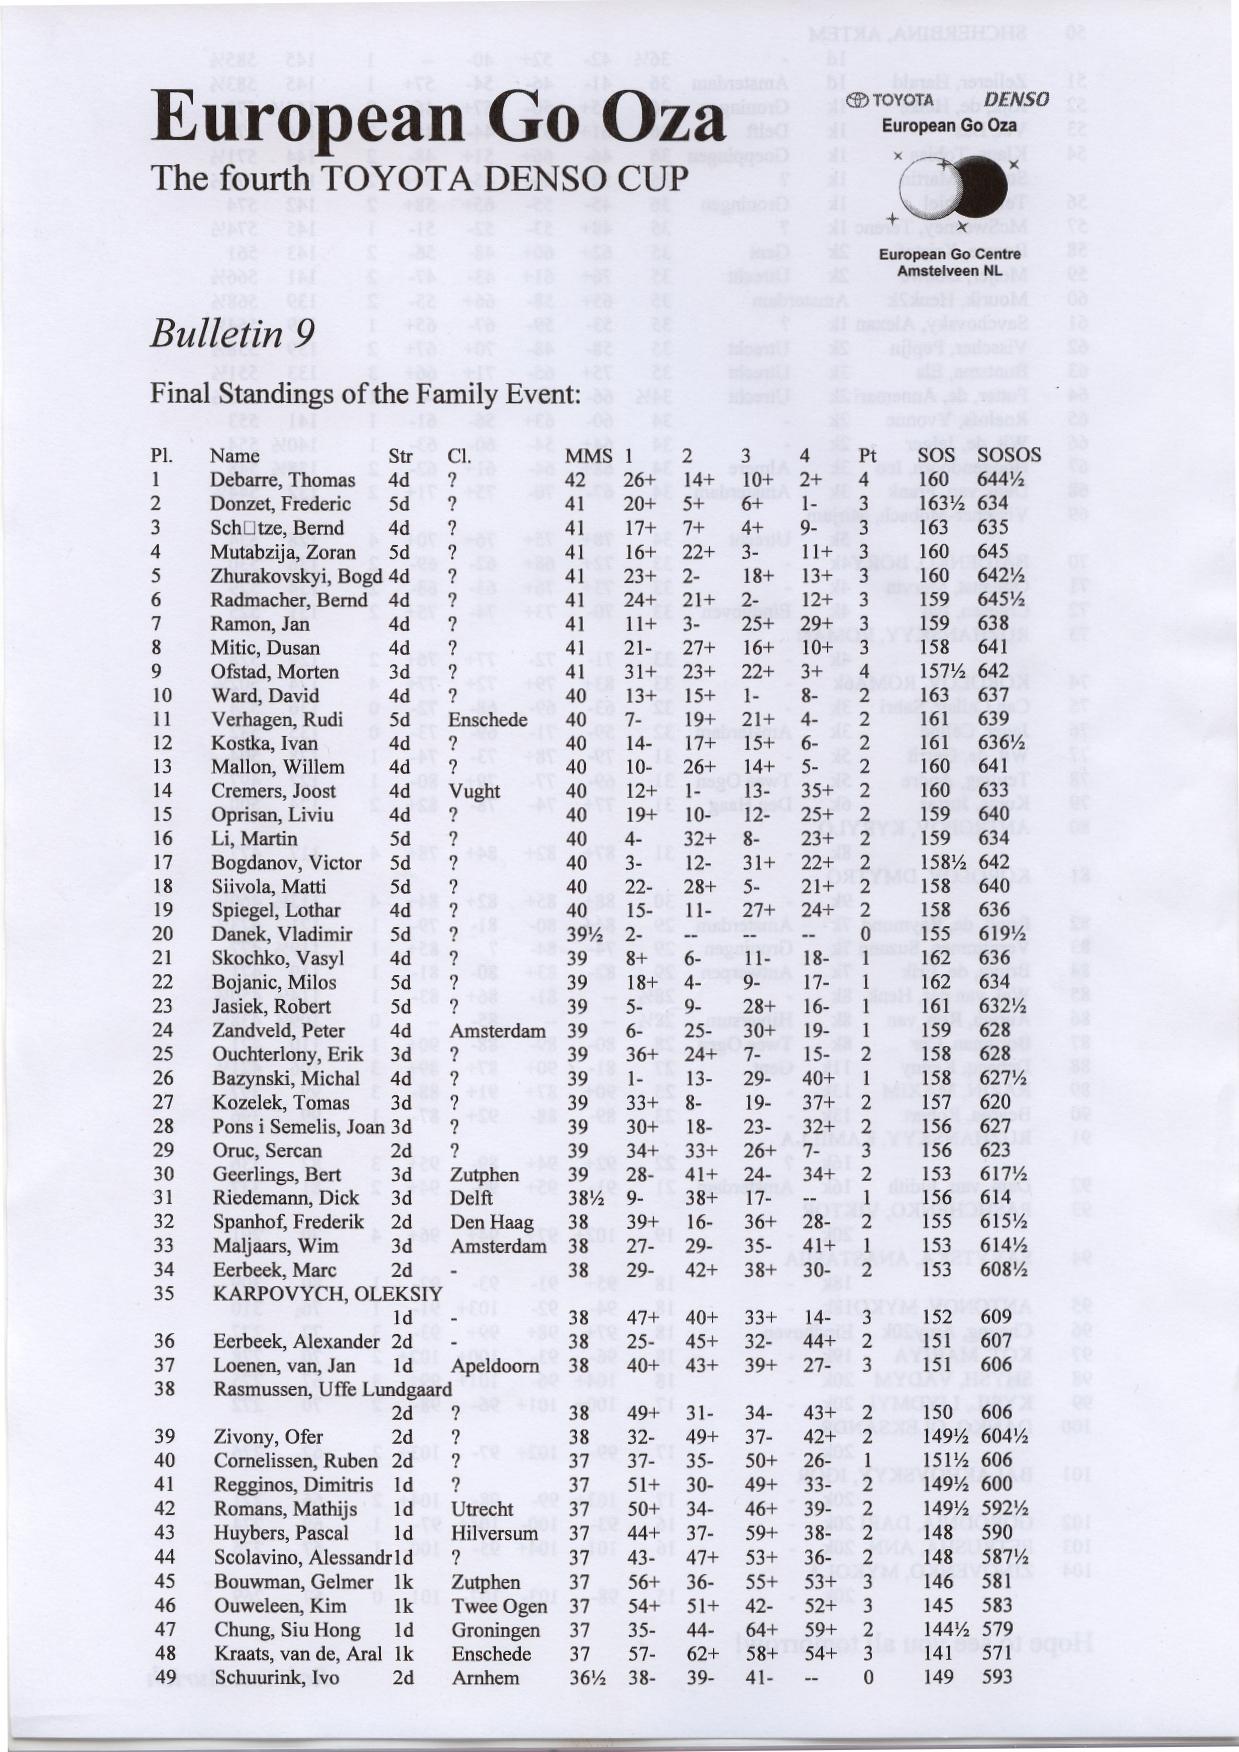 European Go Oza
The fourth TOYOTA DENSO CUP
TOYOTA DENSO
European Go Oza
European Go Centre
Amstelveen NL
Bulletin 9
Final Standings of the Family Event:
Pl. Name Str Cl. MMS 1 2 3 4 Pt SOS SOSOS
1 Debarre, Thomas 4d ? 42 26+ 14+ 10+ 2+ 4 160 644½
2 Donzet, Frederic 5d ? 41 20+ 5+ 6+ 1- 3 163½ 634
3 Sch□tze, Bernd 4d ? 41 17+ 7+ 4+ 9- 3 163 635
4 Mutabzija, Zoran 5d ? 41 16+ 22+ 3- 11+ 3 160 645
5 Zhurakovskyi, Bogd 4d ? 41 23+ 2- 18+ 13+ 3 160 642½
6 Radmacher, Bernd 4d ? 41 24+ 21+ 2- 12+ 3 159 645½
7 Ramon, Jan 4d ? 41 11+ 3- 25+ 29+ 3 159 638
8 Mitic, Dusan 4d ? 41 21- 27+ 16+ 10+ 3 158 641
9 Ofstad, Morten 3d ? 41 31+ 23+ 22+ 3+ 4 157½ 642
10 Ward, David 4d ? 40 13+ 15+ 1- 8- 2 163 637
11 Verhagen, Rudi 5d Enschede 40 7- 19+ 21+ 4- 2 161 639
12 Kostka, Ivan 4d ? 40 14- 17+ 15+ 6- 2 161 636½
13 Mallon, Willem 4d ? 40 10- 26+ 14+ 5- 2 160 641
14 Cremers, Joost 4d Vught 40 12+ 1- 13- 35+ 2 160 633
15 Oprisan, Liviu 4d ? 40 19+ 10- 12- 25+ 2 159 640
16 Li, Martin 5d ? 40 4- 32+ 8- 23+ 2 159 634
17 Bogdanov, Victor 5d ? 40 3- 12- 31+ 22+ 2 158½ 642
18 Siivola, Matti 5d ? 40 22- 28+ 5- 21+ 2 158 640
19 Spiegel, Lothar 4d ? 40 15- 11- 27+ 24+ 2 158 636
20 Danek, Vladimir 5d ? 39½ 2- -- -- -- 0 155 619½
21 Skochko, Vasyl 4d ? 39 8+ 6- 11- 18- 1 162 636
22 Bojanic, Milos 5d ? 39 18+ 4- 9- 17- 1 162 634
23 Jasiek, Robert 5d ? 39 5- 9- 28+ 16- 1 161 632½
24 Zandveld, Peter 4d Amsterdam 39 6- 25- 30+ 19- 1 159 628
25 Ouchterlony, Erik 3d ? 39 36+ 24+ 7- 15- 2 158 628
26 Bazynski, Michal 4d ? 39 1- 13- 29- 40+ 1 158 627½
27 Kozelek, Tomas 3d ? 39 33+ 8- 19- 37+ 2 157 620
28 Pons i Semelis, Joan 3d ? 39 30+ 18- 23- 32+ 2 156 627
29 Oruc, Sercan 2d ? 39 34+ 33+ 26+ 7- 3 156 623
30 Geerlings, Bert 3d Zutphen 39 28- 41+ 24- 34+ 2 153 617½
31 Riedemann, Dick 3d Delft 38½ 9- 38+ 17- -- 1 156 614
32 Spanhof, Frederik 2d Den Haag 38 39+ 16- 36+ 28- 2 155 615½
33 Maljaars, Wim 3d Amsterdam 38 27- 29- 35- 41+ 1 153 614½
34 Eerbeek, Marc 2d - 38 29- 42+ 38+ 30- 2 153 608½
35 KARPOVYCH, OLEKSIY
1d - 38 47+ 40+ 33+ 14- 3 152 609
36 Eerbeek, Alexander 2d - 38 25- 45+ 32- 44+ 2 151 607
37 Loenen, van, Jan 1d Apeldoorn 38 40+ 43+ 39+ 27- 3 151 606
38 Rasmussen, Uffe Lundgaard
2d ? 38 49+ 31- 34- 43+ 2 150 606
39 Zivony, Ofer 2d ? 38 32- 49+ 37- 42+ 2 149½ 604½
40 Cornelissen, Ruben 2d ? 37 37- 35- 50+ 26- 1 151½ 606
41 Regginos, Dimitris 1d ? 37 51+ 30- 49+ 33- 2 149½ 600
42 Romans, Mathijs 1d Utrecht 37 50+ 34- 46+ 39- 2 149½ 592½
43 Huybers, Pascal 1d Hilversum 37 44+ 37- 59+ 38- 2 148 590
44 Scolavino, Alessandr 1d ? 37 43- 47+ 53+ 36- 2 148 587½
45 Bouwman, Gelmer 1k Zutphen 37 56+ 36- 55+ 53+ 3 146 581
46 Ouweleen, Kim 1k Twee Ogen 37 54+ 51+ 42- 52+ 3 145 583
47 Chung, Siu Hong 1d Groningen 37 35- 44- 64+ 59+ 2 144½ 579
48 Kraats, van de, Aral 1k Enschede 37 57- 62+ 58+ 54+ 3 141 571
49 Schuurink, Ivo 2d Arnhem 36½ 38- 39- 41- -- 0 149 593